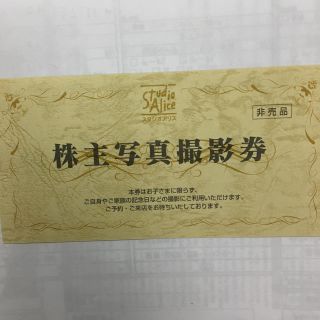 Studio
Alice
スタジオアリス
非売品
株主写真撮影券
本券はお子さまに限らず、
ご自身やご家族の記念日などの撮影にご利用いただけます。
ご予約・ご来店をお待ちいたしております。